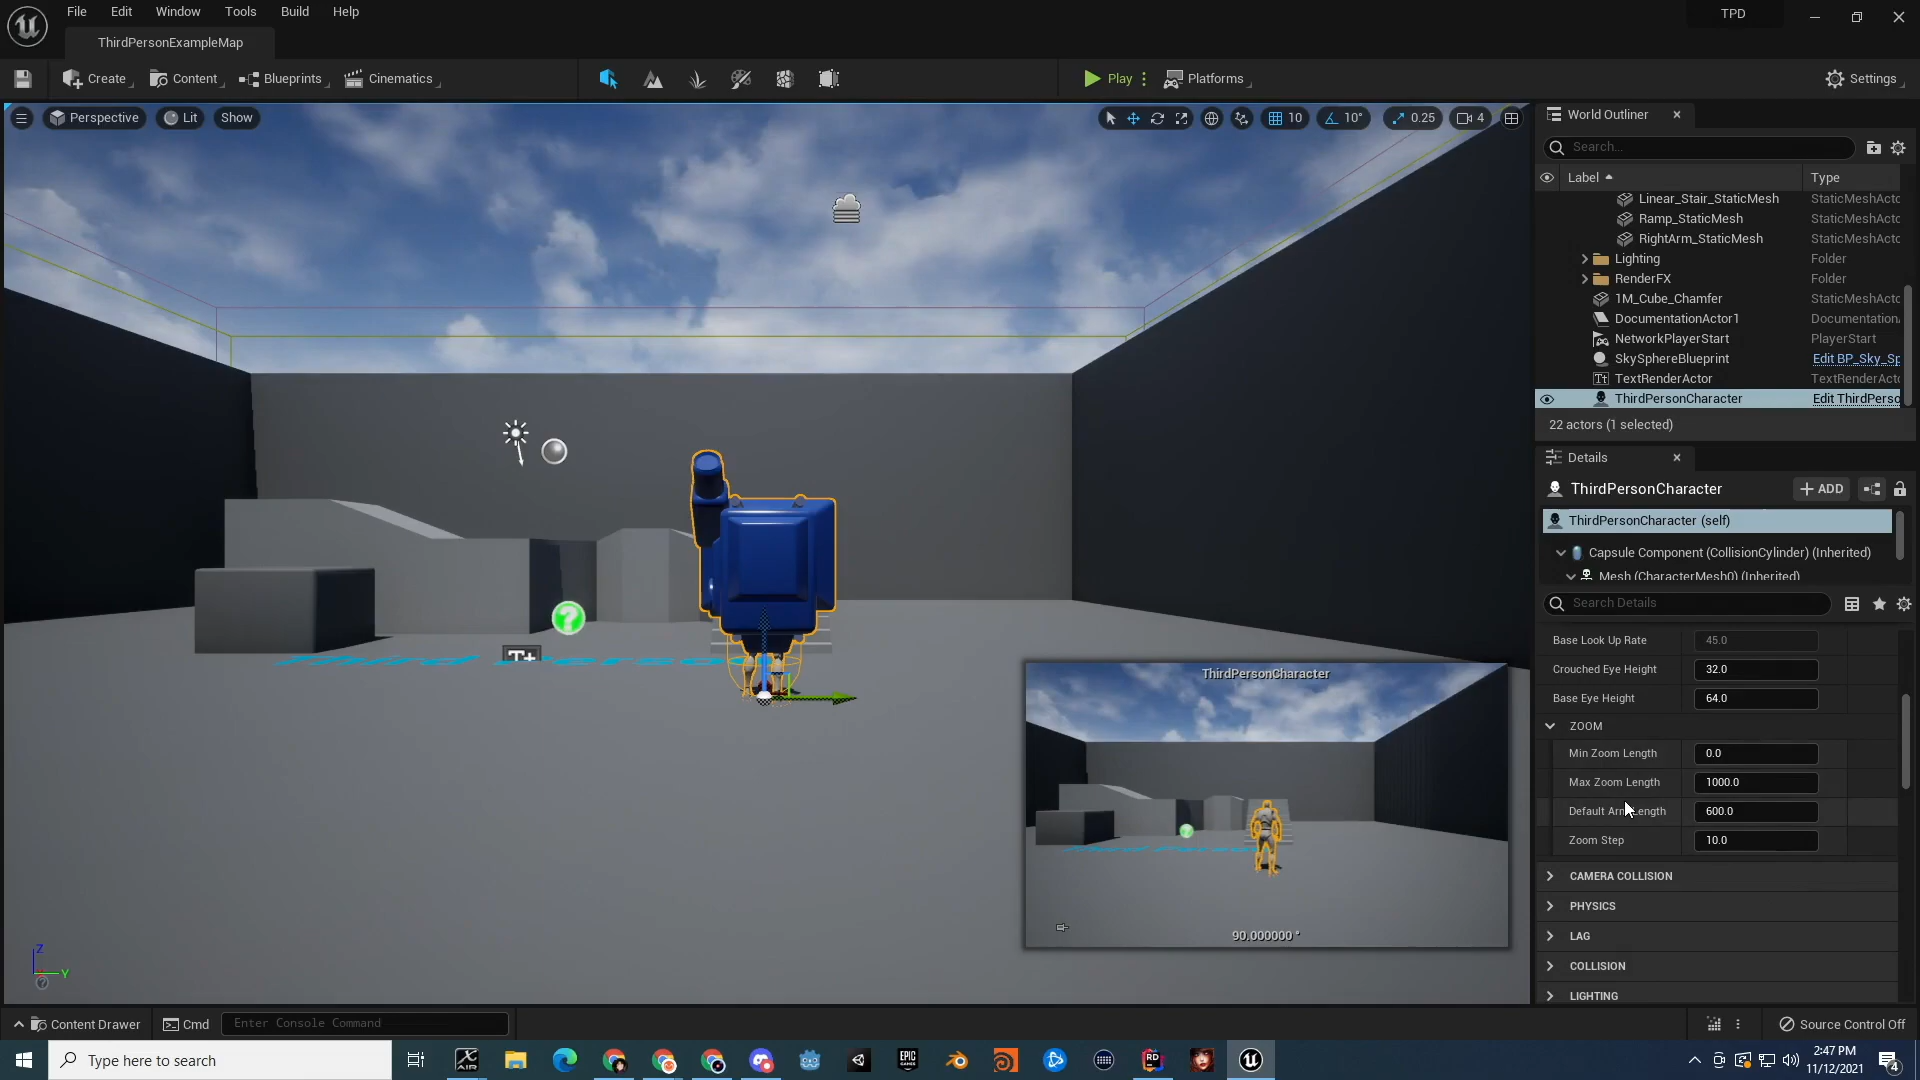 File Edit Window Tools Build Help
TPD
ThirdPersonExampleMap
Create Content Blueprints Cinematics Play Platforms Settings
Perspective Lit Show 10 10° 0.25 4
World Outliner
Search...
Label Type
Linear_Stair_StaticMesh StaticMeshActo
Ramp_StaticMesh StaticMeshActo
RightArm_StaticMesh StaticMeshActo
Lighting Folder
RenderFX Folder
1M_Cube_Chamfer StaticMeshActo
DocumentationActor1 Documentation
NetworkPlayerStart PlayerStart
SkySphereBlueprint Edit BP_Sky_Sp
TextRenderActor TextRenderActo
ThirdPersonCharacter Edit ThirdPerso
22 actors (1 selected)
Details
ThirdPersonCharacter ADD
ThirdPersonCharacter (self)
Capsule Component (CollisionCylinder) (Inherited)
Mesh (CharacterMesh0) (Inherited)
Search Details
Base Look Up Rate 45.0
Crouched Eye Height 32.0
Base Eye Height 64.0
ZOOM
Min Zoom Length 0.0
Max Zoom Length 1000.0
Default Arm Length 600.0
Zoom Step 10.0
CAMERA COLLISION
PHYSICS
LAG
COLLISION
LIGHTING
ThirdPersonCharacter
90.000000 °
Z
Y
Content Drawer Cmd Enter Console Command Source Control Off
Type here to search
2:47 PM
11/12/2021
4